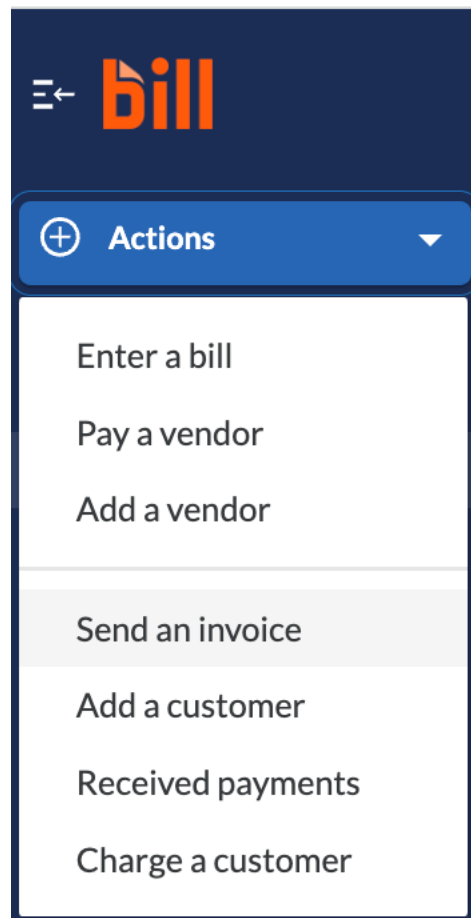 bill
Actions
Enter a bill
Pay a vendor
Add a vendor
Send an invoice
Add a customer
Received payments
Charge a customer